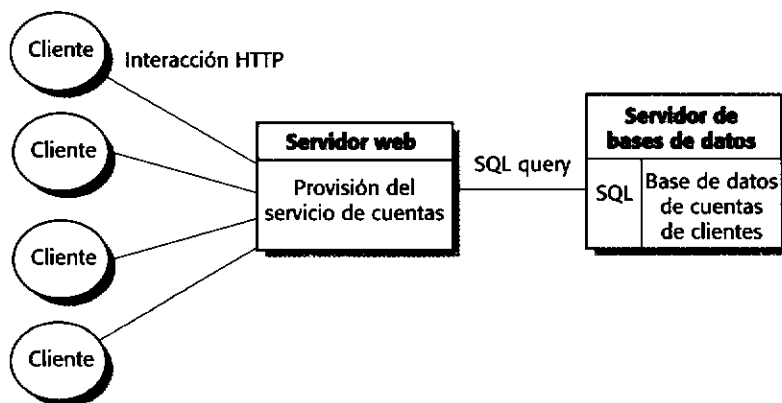 Cliente
Interacción HTTP
Cliente
Cliente
Cliente
Servidor web
Provisión del
servicio de cuentas
SQL query
Servidor de
bases de datos
SQL
Base de datos
de cuentas
de clientes